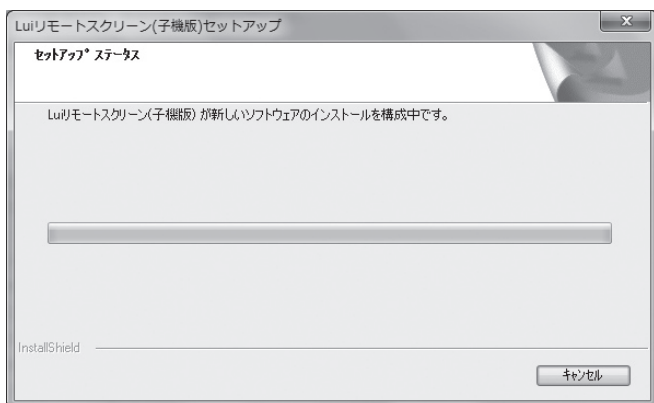 Luiリモートスクリーン(子機版)セットアップ
セットアップ ステータス
Luiリモートスクリーン(子機版) が新しいソフトウェアのインストールを構成中です。
InstallShield
キャンセル